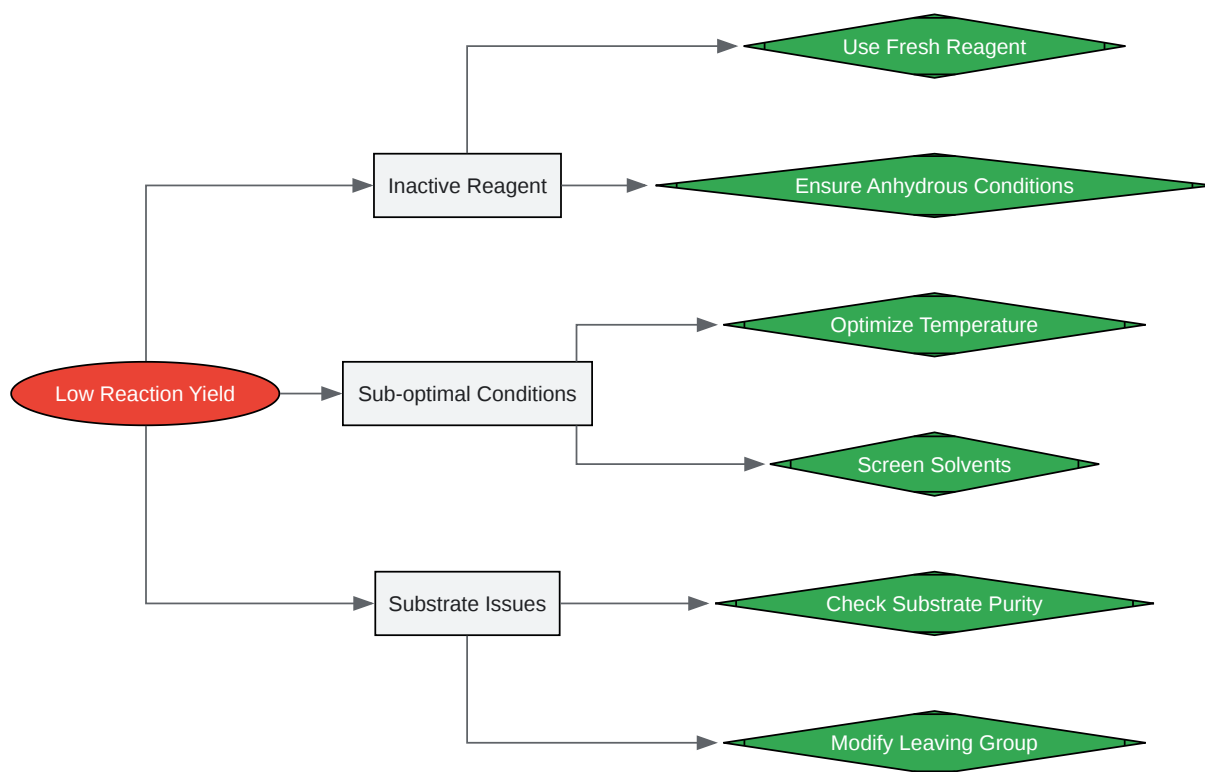 Use Fresh Reagent
Inactive Reagent
Ensure Anhydrous Conditions
Optimize Temperature
Low Reaction Yield
Sub-optimal Conditions
Screen Solvents
Substrate Issues
Check Substrate Purity
Modify Leaving Group